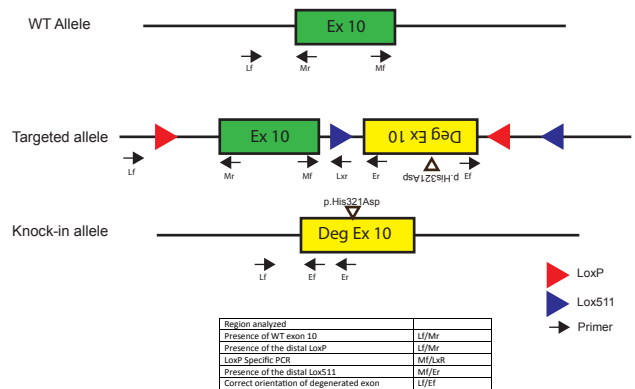 WT Allele
Ex 10
Lf
Mr
Mf
Targeted allele
Ex 10
Deg Ex 10
Lf
Mr
Mf
Lxr
Er
p.His321Asp
Ef
p.His321Asp
Knock-in allele
Deg Ex 10
Lf
Ef
Er
LoxP
Lox511
Primer
Region analyzed
Presence of WT exon 10 Lf/Mr
Presence of the distal LoxP Lf/Mr
LoxP Specific PCR Mf/LxR
Presence of the distal Lox511 Mf/Er
Correct orientation of degenerated exon Lf/Ef